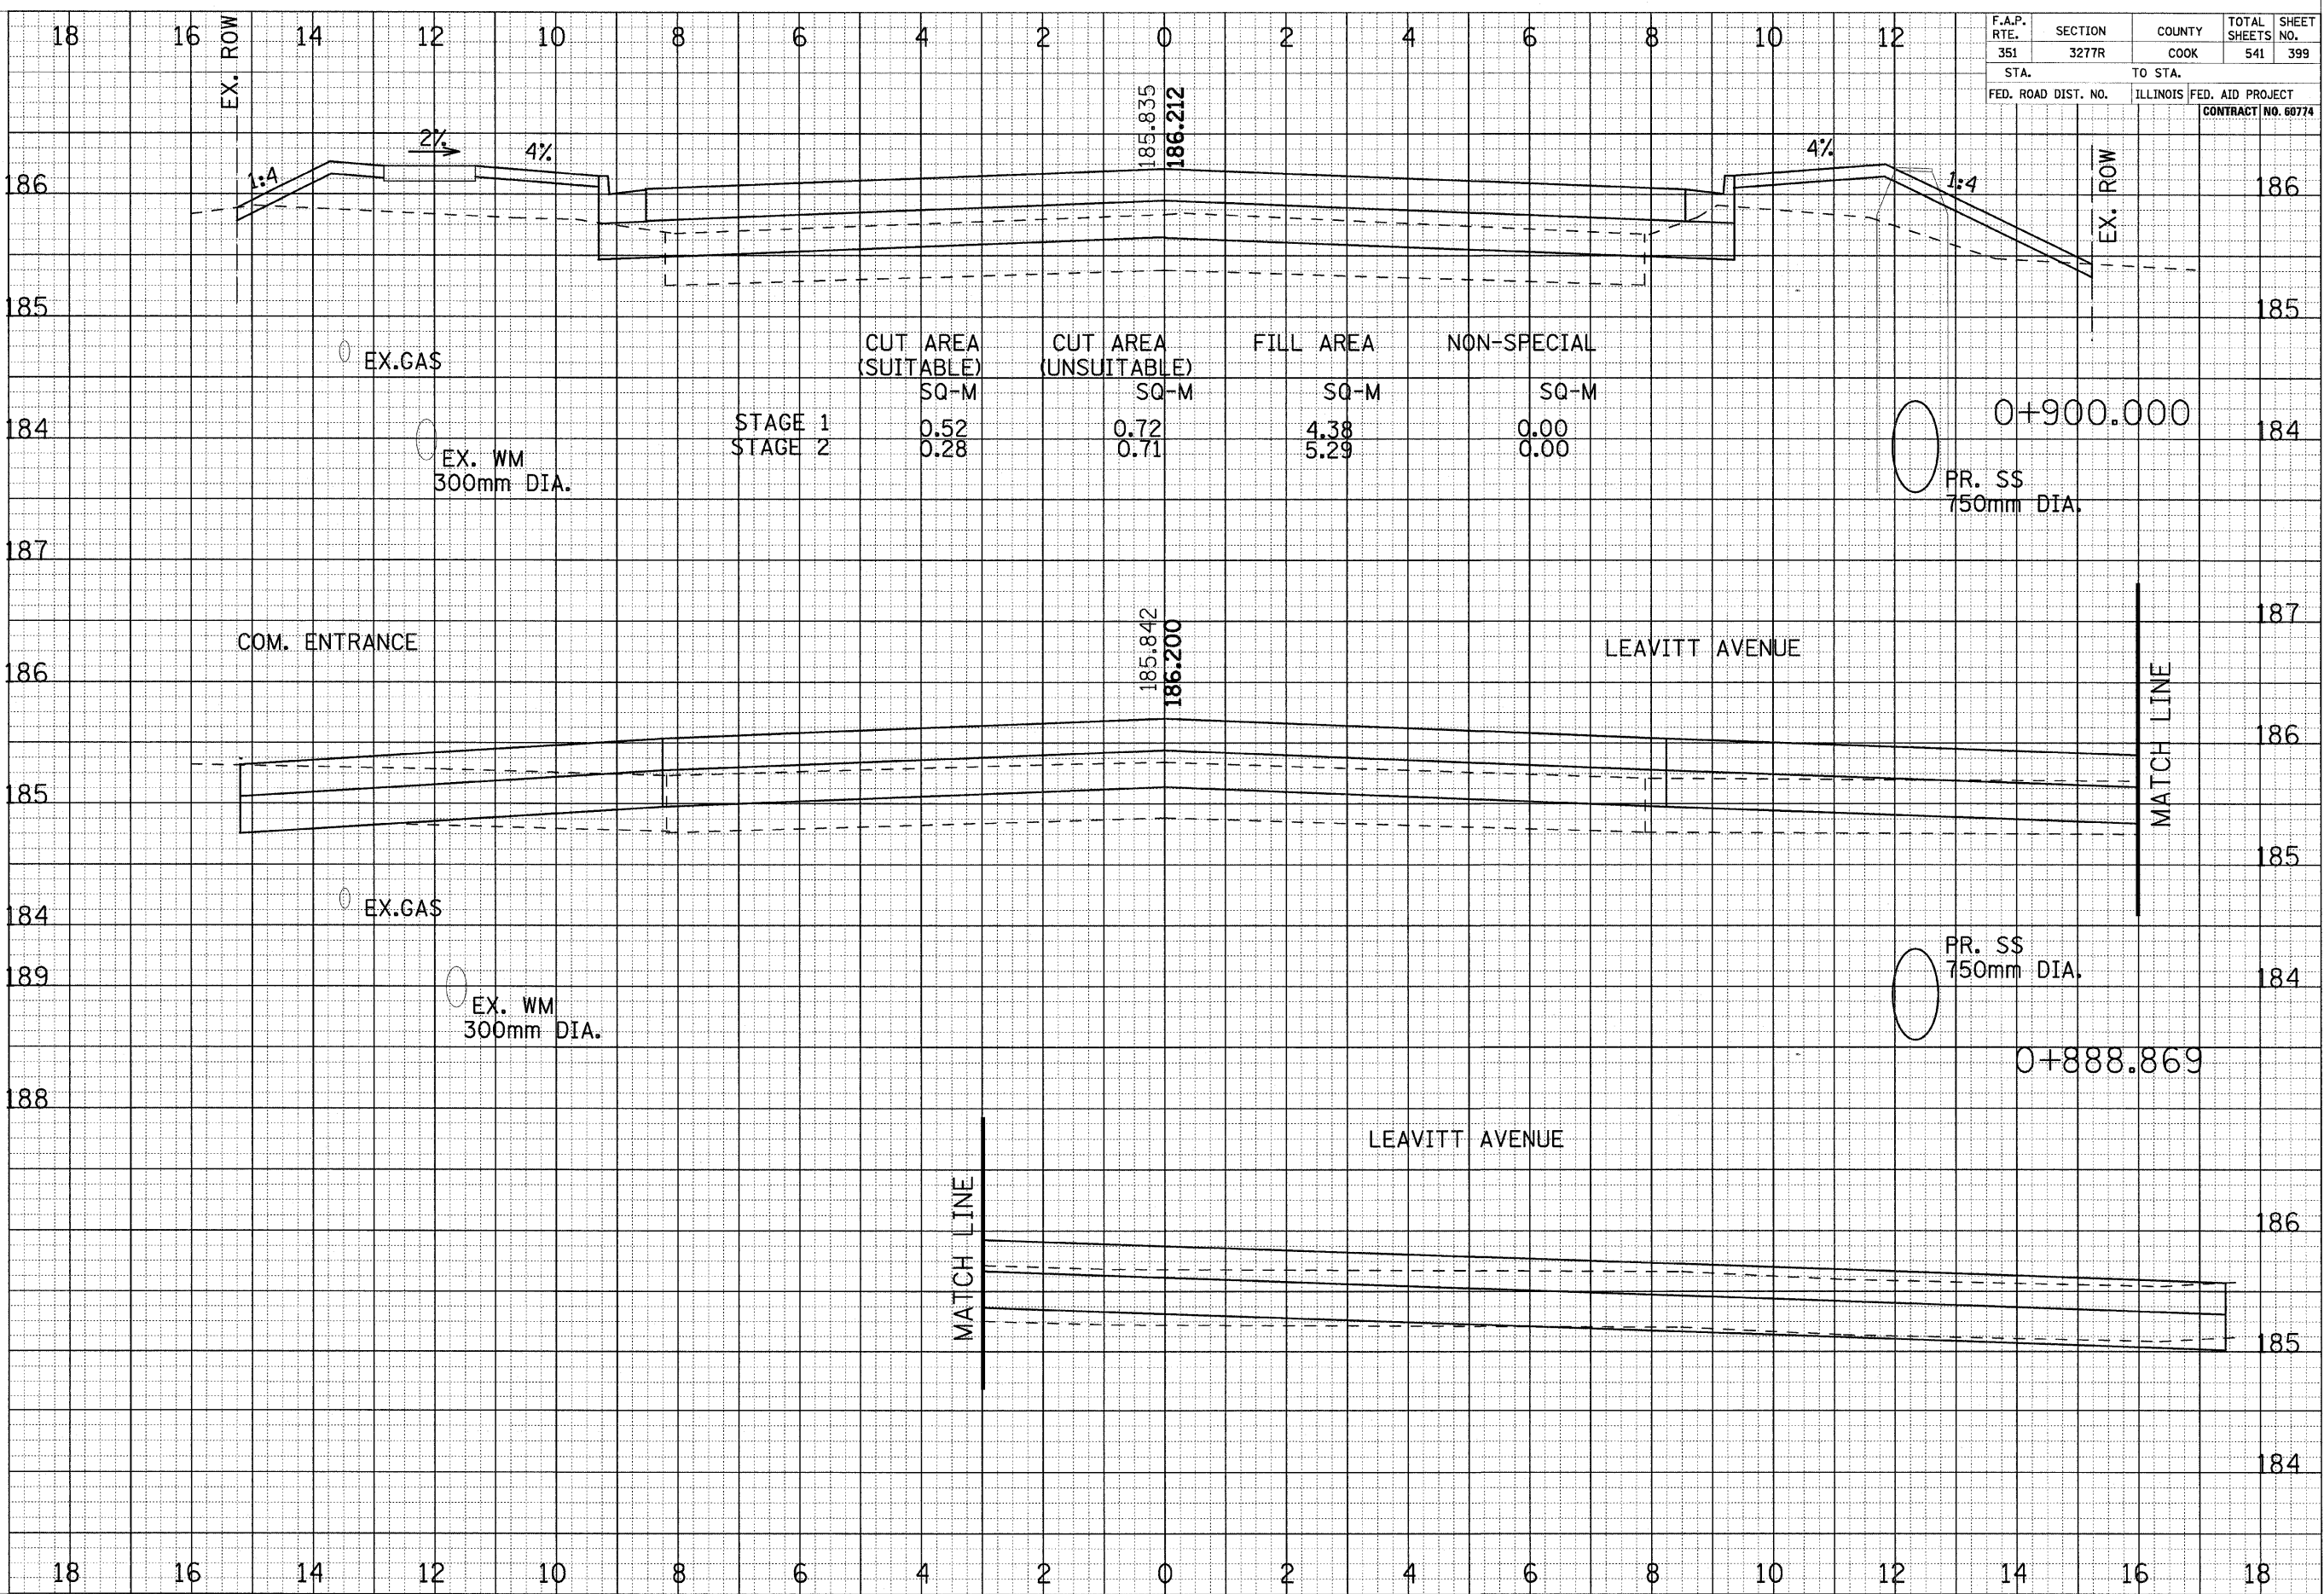 18 16 14 12 10 8 6 4 2 0 2 4 6 8 10 12
F.A.P. RTE. SECTION COUNTY TOTAL SHEETS SHEET NO.
351 3277R COOK 541 399
STA. TO STA.
FED. ROAD DIST. NO. ILLINOIS FED. AID PROJECT
CONTRACT NO. 60774
EX. ROW
185.835
186.212
2%
4%
4%
1:4
1:4
EX. ROW
186 186
185 185
EX.GAS
CUT AREA CUT AREA FILL AREA NON-SPECIAL
(SUITABLE) (UNSUITABLE)
SQ-M SQ-M SQ-M SQ-M
STAGE 1 0.52 0.72 4.38 0.00
STAGE 2 0.28 0.71 5.29 0.00
0+900.000
184 184
EX. WM
300mm DIA.
PR. SS
750mm DIA.
187
187
COM. ENTRANCE
185.842
186.200
LEAVITT AVENUE
MATCH LINE
186
186
185
185
EX.GAS
184
PR. SS
750mm DIA.
189 184
EX. WM
300mm DIA.
0+888.869
188
LEAVITT AVENUE
MATCH LINE
186
185
184
18 16 14 12 10 8 6 4 2 0 2 4 6 8 10 12 14 16 18